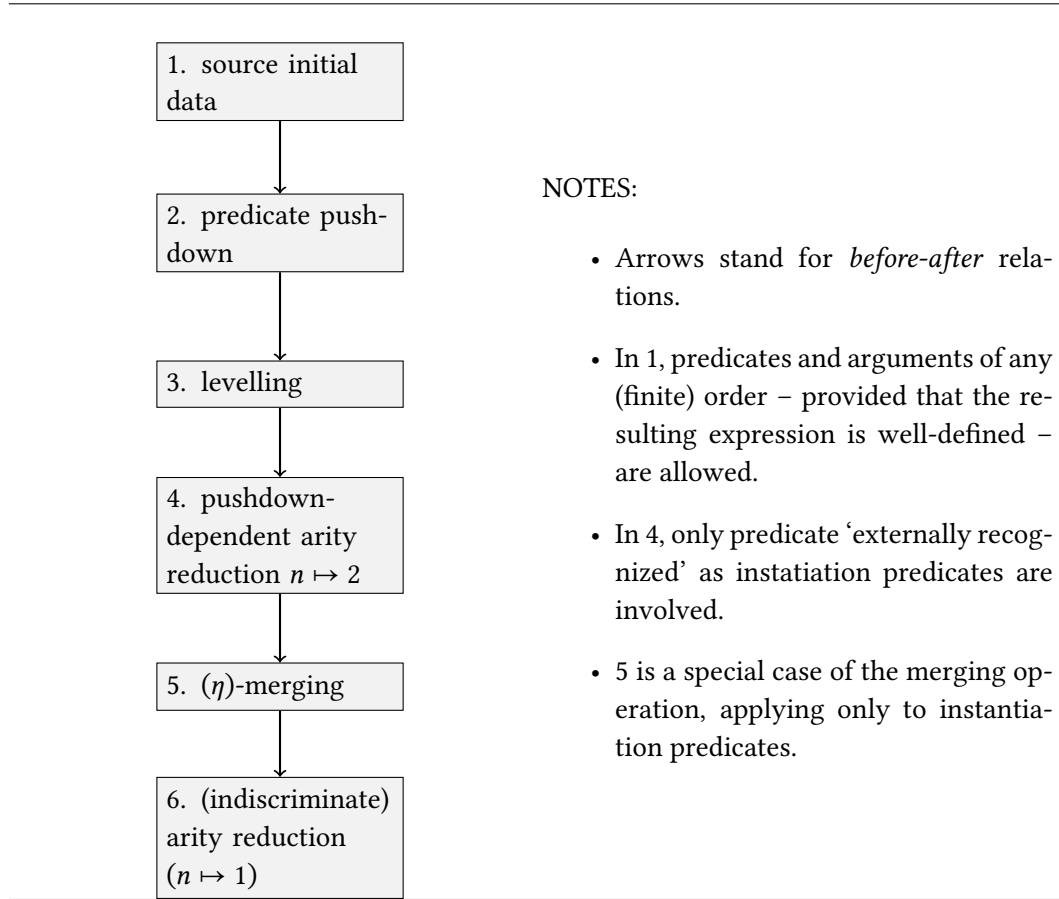 1. source initial
data
2. predicate push-
down
3. levelling
4. pushdown-
dependent arity
reduction n ↦ 2
5. (η)-merging
6. (indiscriminate)
arity reduction
(n ↦ 1)
NOTES:
• Arrows stand for before-after rela-
tions.
• In 1, predicates and arguments of any
(finite) order – provided that the re-
sulting expression is well-defined –
are allowed.
• In 4, only predicate ‘externally recog-
nized’ as instatiation predicates are
involved.
• 5 is a special case of the merging op-
eration, applying only to instantia-
tion predicates.